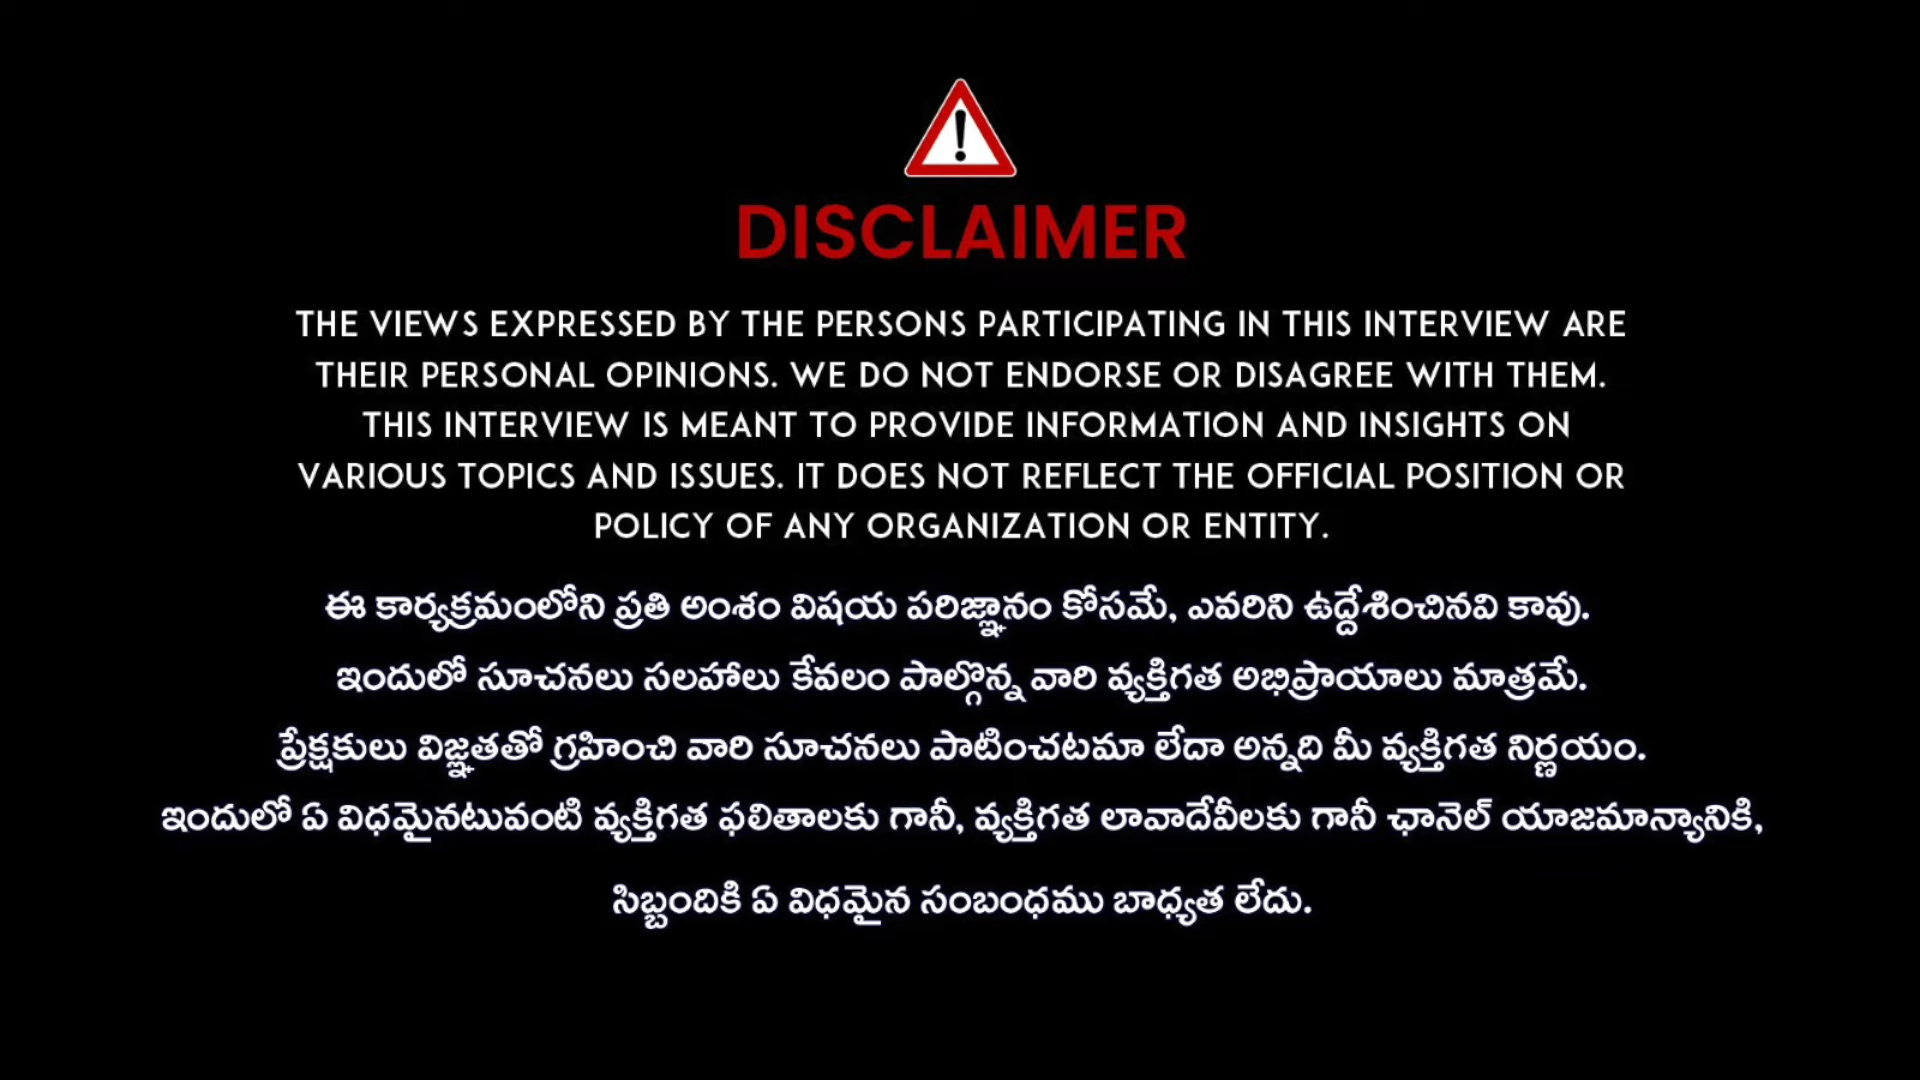 DISCLAIMER
THE VIEWS EXPRESSED BY THE PERSONS PARTICIPATING IN THIS INTERVIEW ARE
THEIR PERSONAL OPINIONS. WE DO NOT ENDORSE OR DISAGREE WITH THEM.
THIS INTERVIEW IS MEANT TO PROVIDE INFORMATION AND INSIGHTS ON
VARIOUS TOPICS AND ISSUES. IT DOES NOT REFLECT THE OFFICIAL POSITION OR
POLICY OF ANY ORGANIZATION OR ENTITY.
ఈ కార్యక్రమంలోని ప్రతి అంశం విషయ పరిజ్ఞానం కోసమే, ఎవరిని ఉద్దేశించినవి కావు.
ఇందులో సూచనలు సలహాలు కేవలం పాల్గొన్న వారి వ్యక్తిగత అభిప్రాయాలు మాత్రమే.
ప్రేక్షకులు విజ్ఞతతో గ్రహించి వారి సూచనలు పాటించటమా లేదా అన్నది మీ వ్యక్తిగత నిర్ణయం.
ఇందులో ఏ విధమైనటువంటి వ్యక్తిగత ఫలితాలకు గానీ, వ్యక్తిగత లావాదేవీలకు గానీ ఛానెల్ యాజమాన్యానికి,
సిబ్బందికి ఏ విధమైన సంబంధము బాధ్యత లేదు.